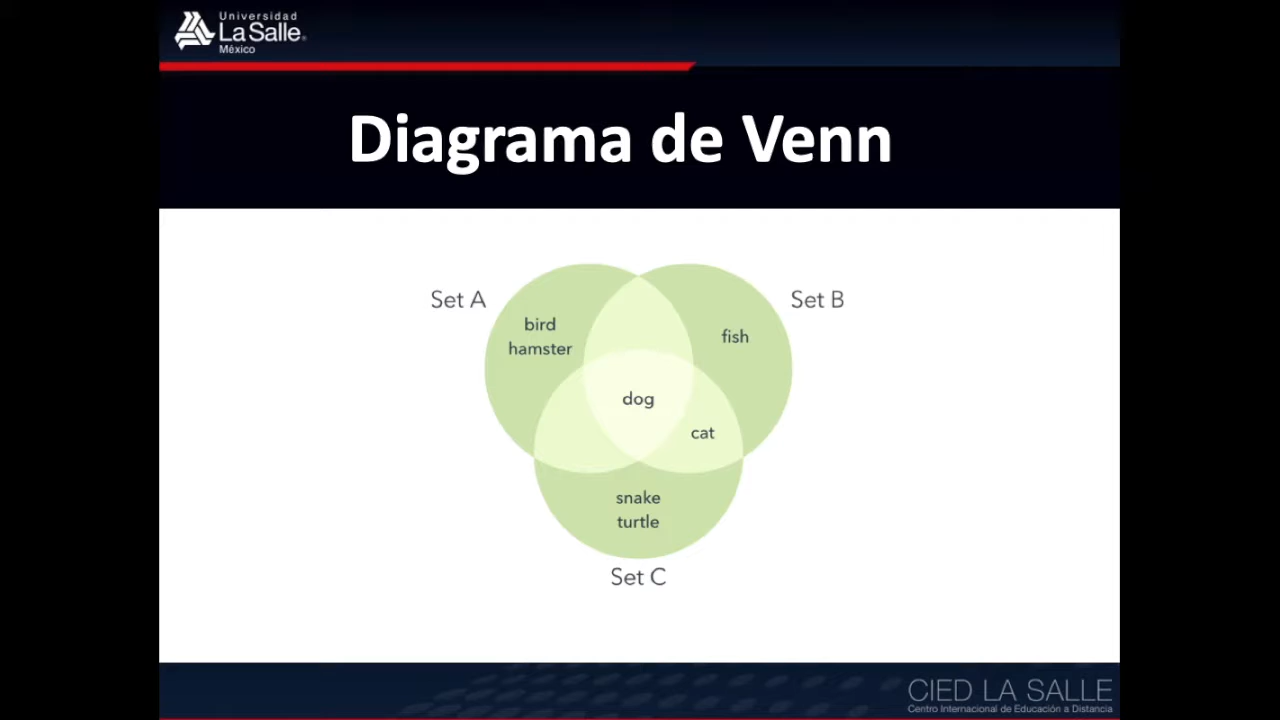 Universidad
La Salle®
México
Diagrama de Venn
Set A
Set B
bird
hamster
fish
dog
cat
snake
turtle
Set C
CIED LA SALLE
Centro Internacional de Educación a Distancia